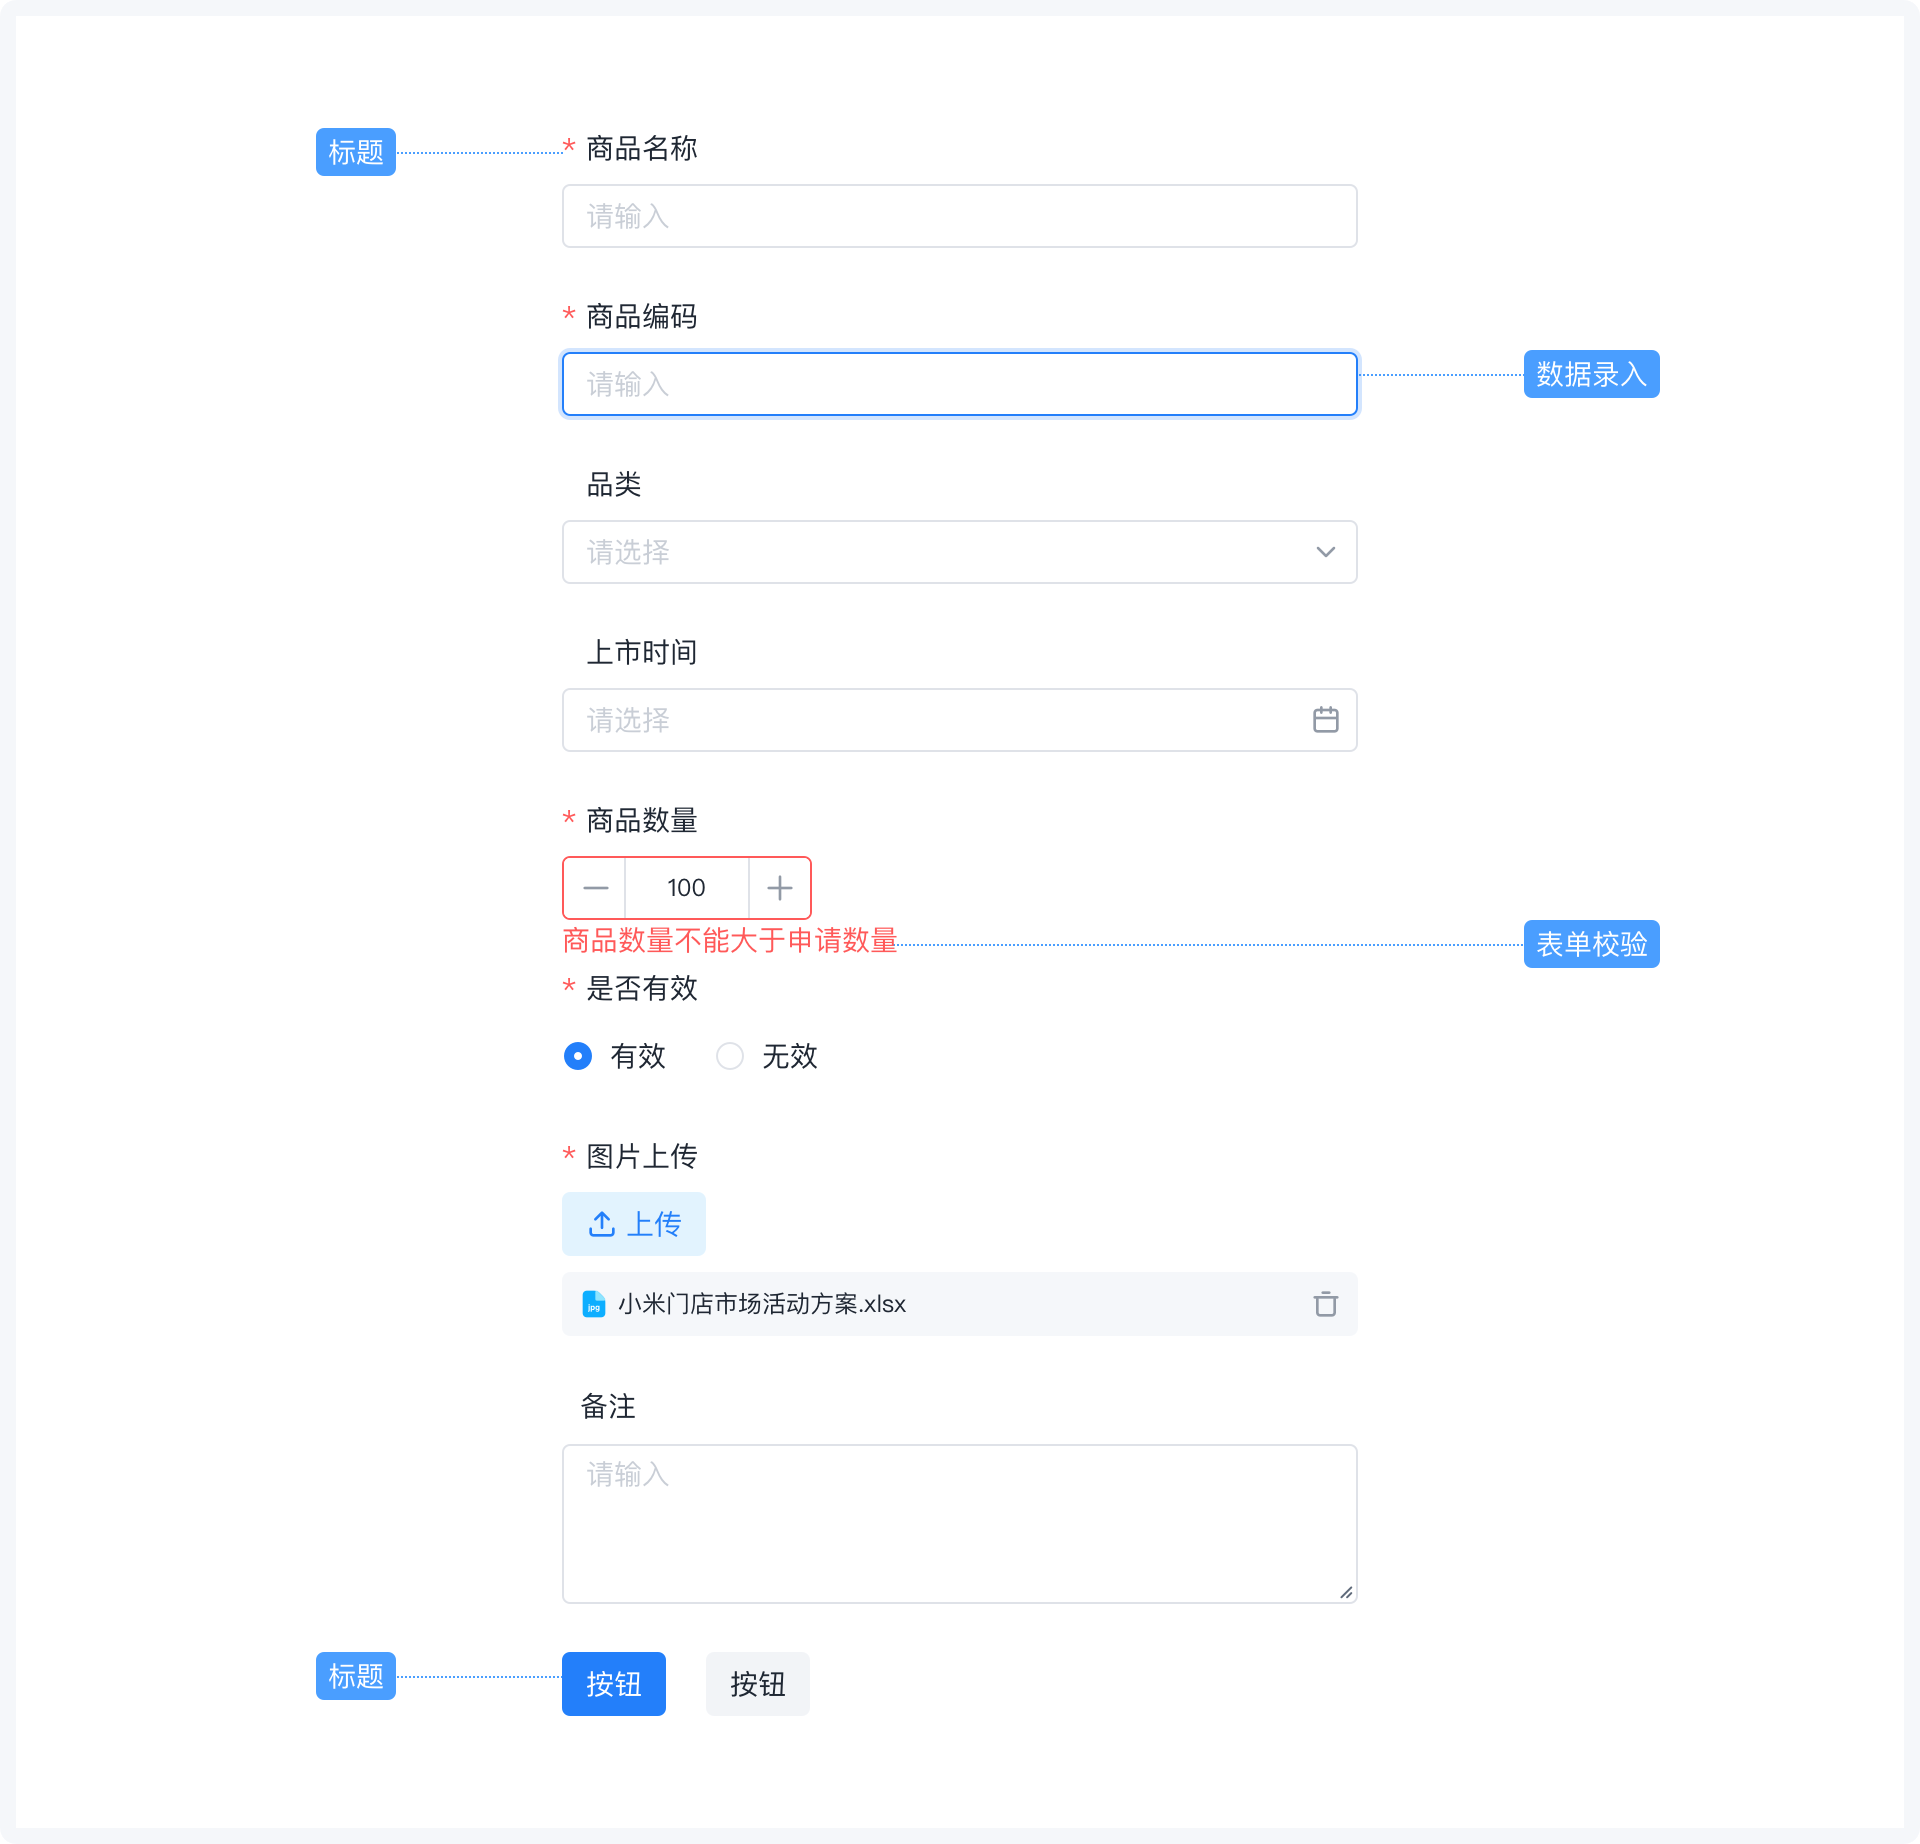 标题
* 商品名称
请输入
* 商品编码
请输入
数据录入
品类
请选择
上市时间
请选择
* 商品数量
100
商品数量不能大于申请数量
表单校验
* 是否有效
有效 无效
* 图片上传
上传
jpg 小米门店市场活动方案.xlsx
备注
请输入
标题
按钮 按钮